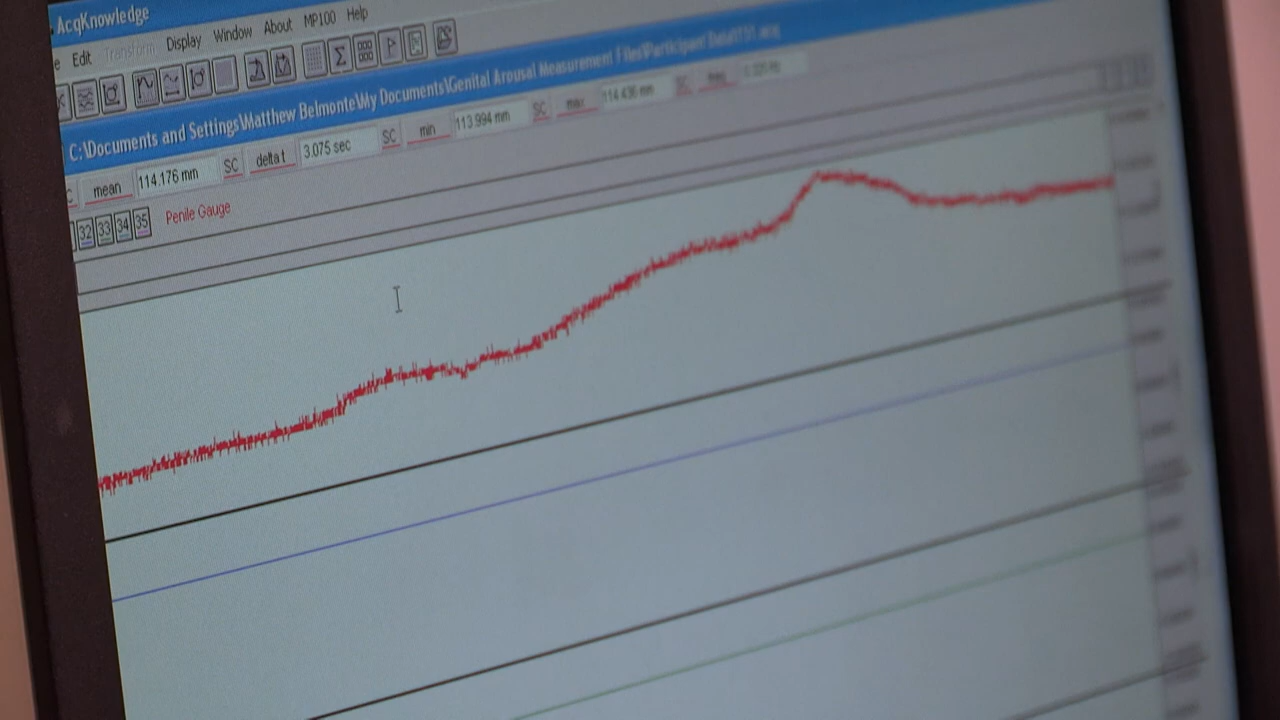 AcqKnowledge
Edit Transform Display Window About MP100 Help
C:\Documents and Settings\Matthew Belmonte\My Documents\Genital Arousal Measurement Files\Participant Data\
mean 114.176 mm SC delta t 3.075 sec SC min 113.994 mm SC max 114.436 mm SC freq
32 33 34 35 Penile Gauge